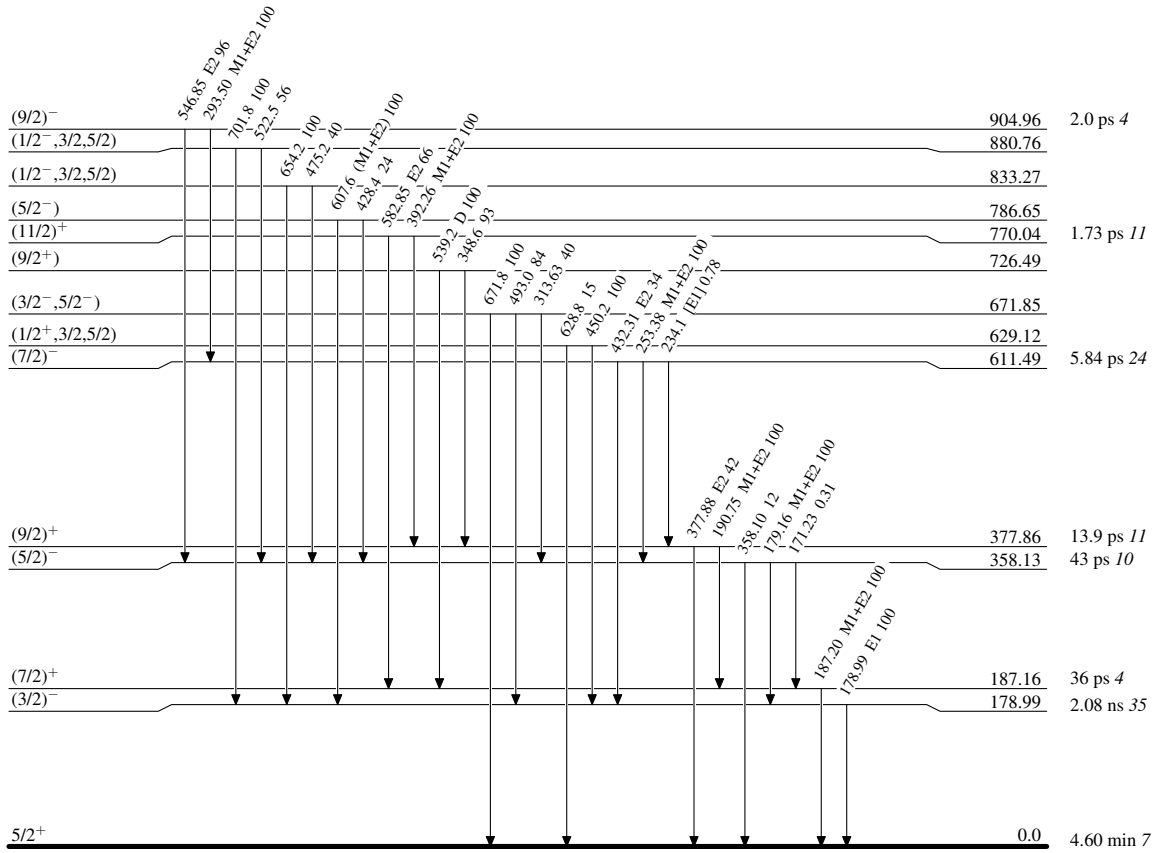 546.85 E2 96
293.50 M1+E2 100
701.8 100
522.5 56
654.2 100
475.2 40
607.6 (M1+E2) 100
428.4 24
582.85 E2 66
392.26 M1+E2 100
539.2 D 100
348.6 93
671.8 100
493.0 84
313.63 40
628.8 15
450.2 100
432.31 E2 34
253.38 M1+E2 100
234.1 [E1] 0.78
377.88 E2 42
190.75 M1+E2 100
358.10 12
179.16 M1+E2 100
171.23 0.31
187.20 M1+E2 100
178.99 E1 100
(9/2)− 904.96 2.0 ps 4
(1/2−,3/2,5/2) 880.76
(1/2−,3/2,5/2) 833.27
(5/2−) 786.65
(11/2)+ 770.04 1.73 ps 11
(9/2+) 726.49
(3/2−,5/2−) 671.85
(1/2+,3/2,5/2) 629.12
(7/2)− 611.49 5.84 ps 24
(9/2)+ 377.86 13.9 ps 11
(5/2)− 358.13 43 ps 10
(7/2)+ 187.16 36 ps 4
(3/2)− 178.99 2.08 ns 35
5/2+ 0.0 4.60 min 7